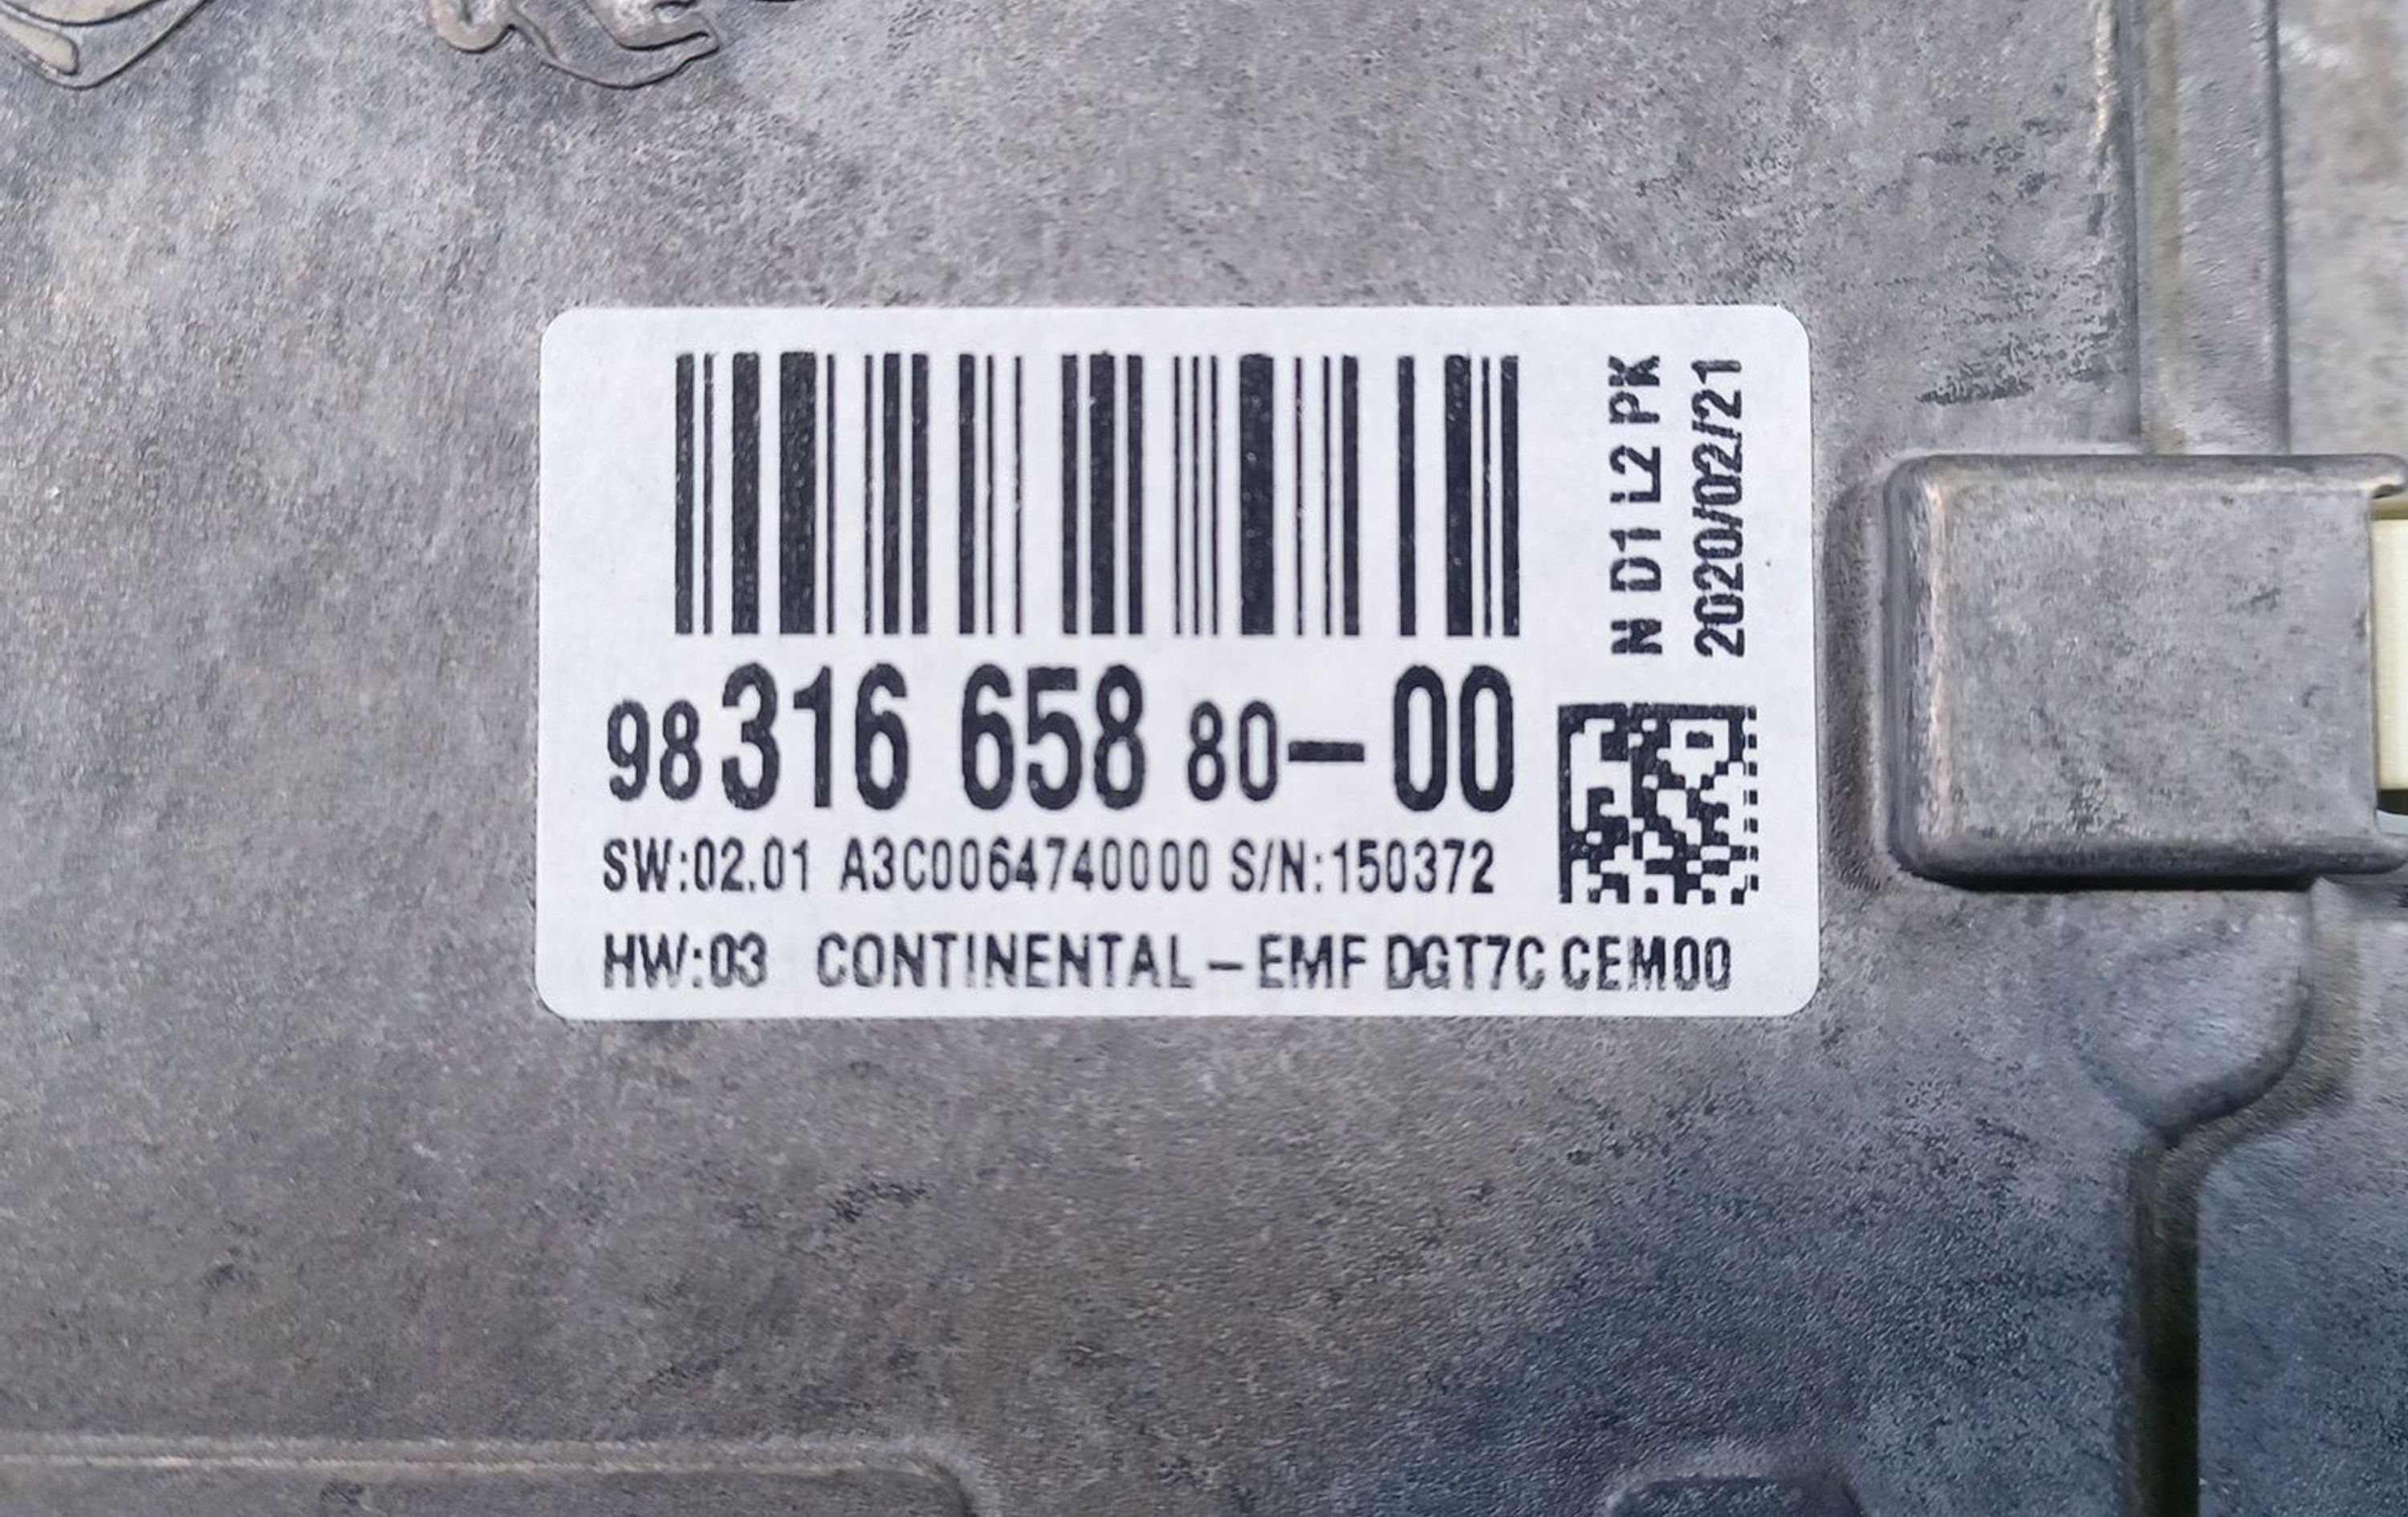 N D1 L2 PK
2020/02/21
98 316 658 80-00
SW:02.01 A3C0064740000 S/N:150372
HW:03 CONTINENTAL - EMF DGT7C CEM00